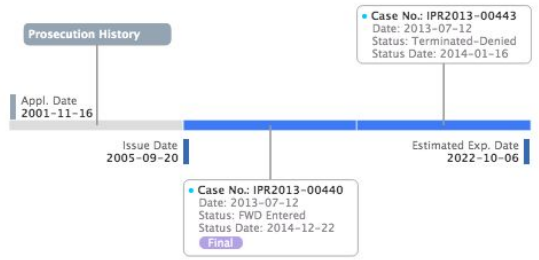 Case No.: IPR2013-00443
Date: 2013-07-12
Status: Terminated-Denied
Status Date: 2014-01-16
Prosecution History
Appl. Date
2001-11-16
Issue Date
2005-09-20
Estimated Exp. Date
2022-10-06
Case No.: IPR2013-00440
Date: 2013-07-12
Status: FWD Entered
Status Date: 2014-12-22
Final